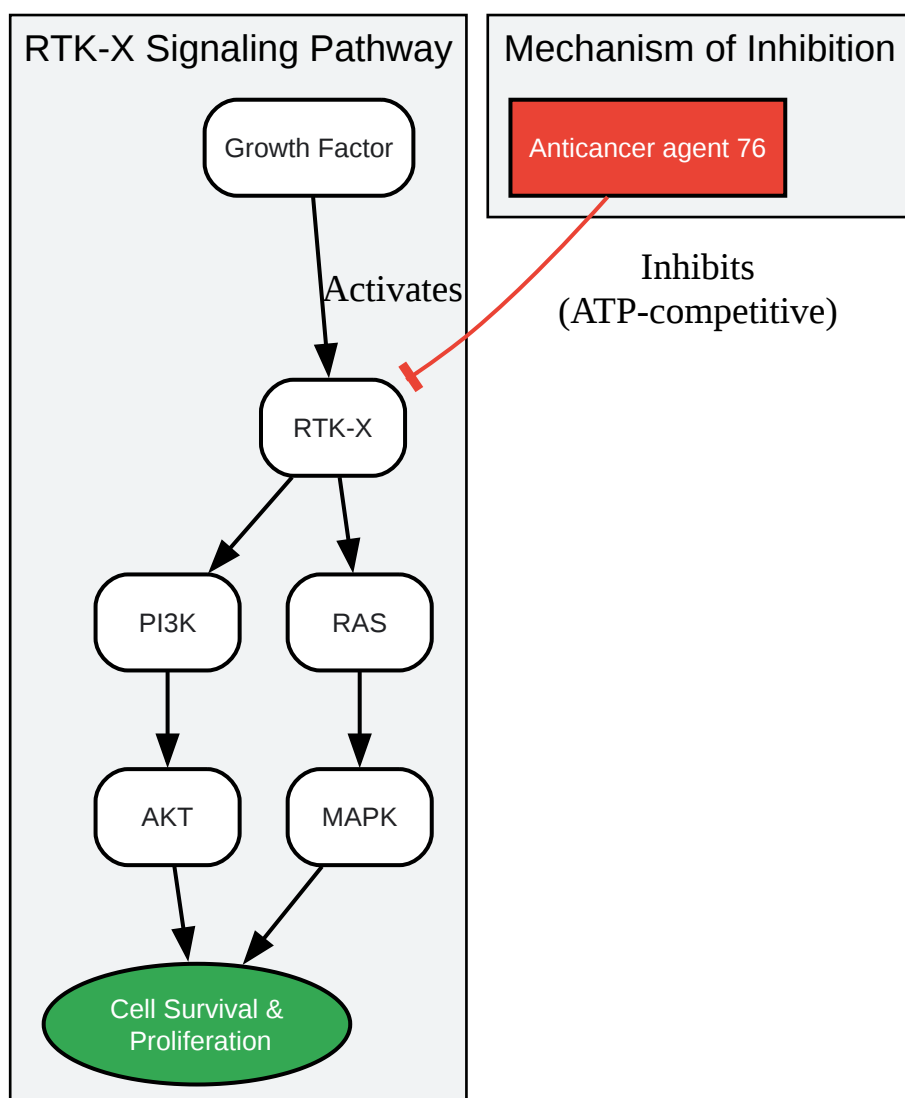 RTK-X Signaling Pathway
Mechanism of Inhibition
Growth Factor
Anticancer agent 76
Activates
Inhibits
(ATP-competitive)
RTK-X
PI3K
RAS
AKT
MAPK
Cell Survival &
Proliferation